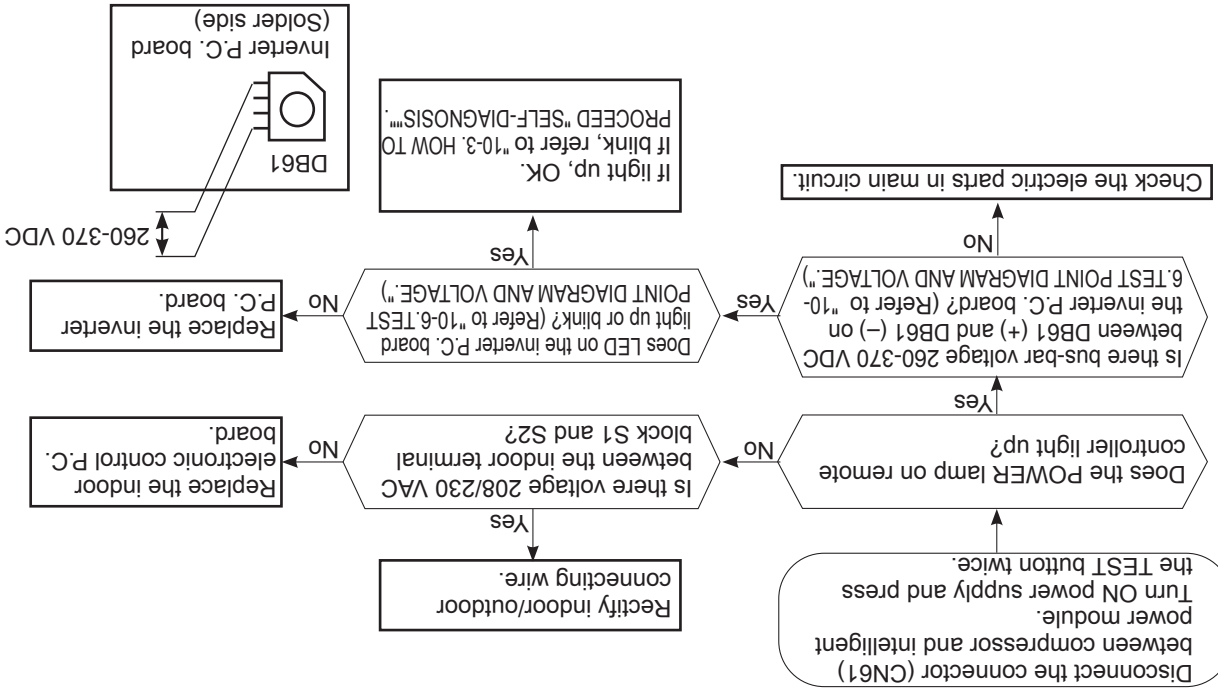 Disconnect the connector (CN61)
between compressor and intelligent
power module.
Turn ON power supply and press
the TEST button twice.
Does the POWER lamp on remote
controller light up?
No
Is there voltage 208/230 VAC
between the indoor terminal
block S1 and S2?
No
Replace the indoor
electronic control P.C.
board.
Yes
Rectify indoor/outdoor
connecting wire.
Yes
Is there bus-bar voltage 260-370 VDC
between DB61 (+) and DB61 (–) on
the inverter P.C. board? (Refer to "10-
6.TEST POINT DIAGRAM AND VOLTAGE.")
Yes
Does LED on the inverter P.C. board
light up or blink? (Refer to "10-6.TEST
POINT DIAGRAM AND VOLTAGE.")
No
Replace the inverter
P.C. board.
No
Check the electric parts in main circuit.
Yes
If light up, OK.
If blink, refer to "10-3. HOW TO
PROCEED "SELF-DIAGNOSIS"".
260-370 VDC
DB61
Inverter P.C. board
(Solder side)